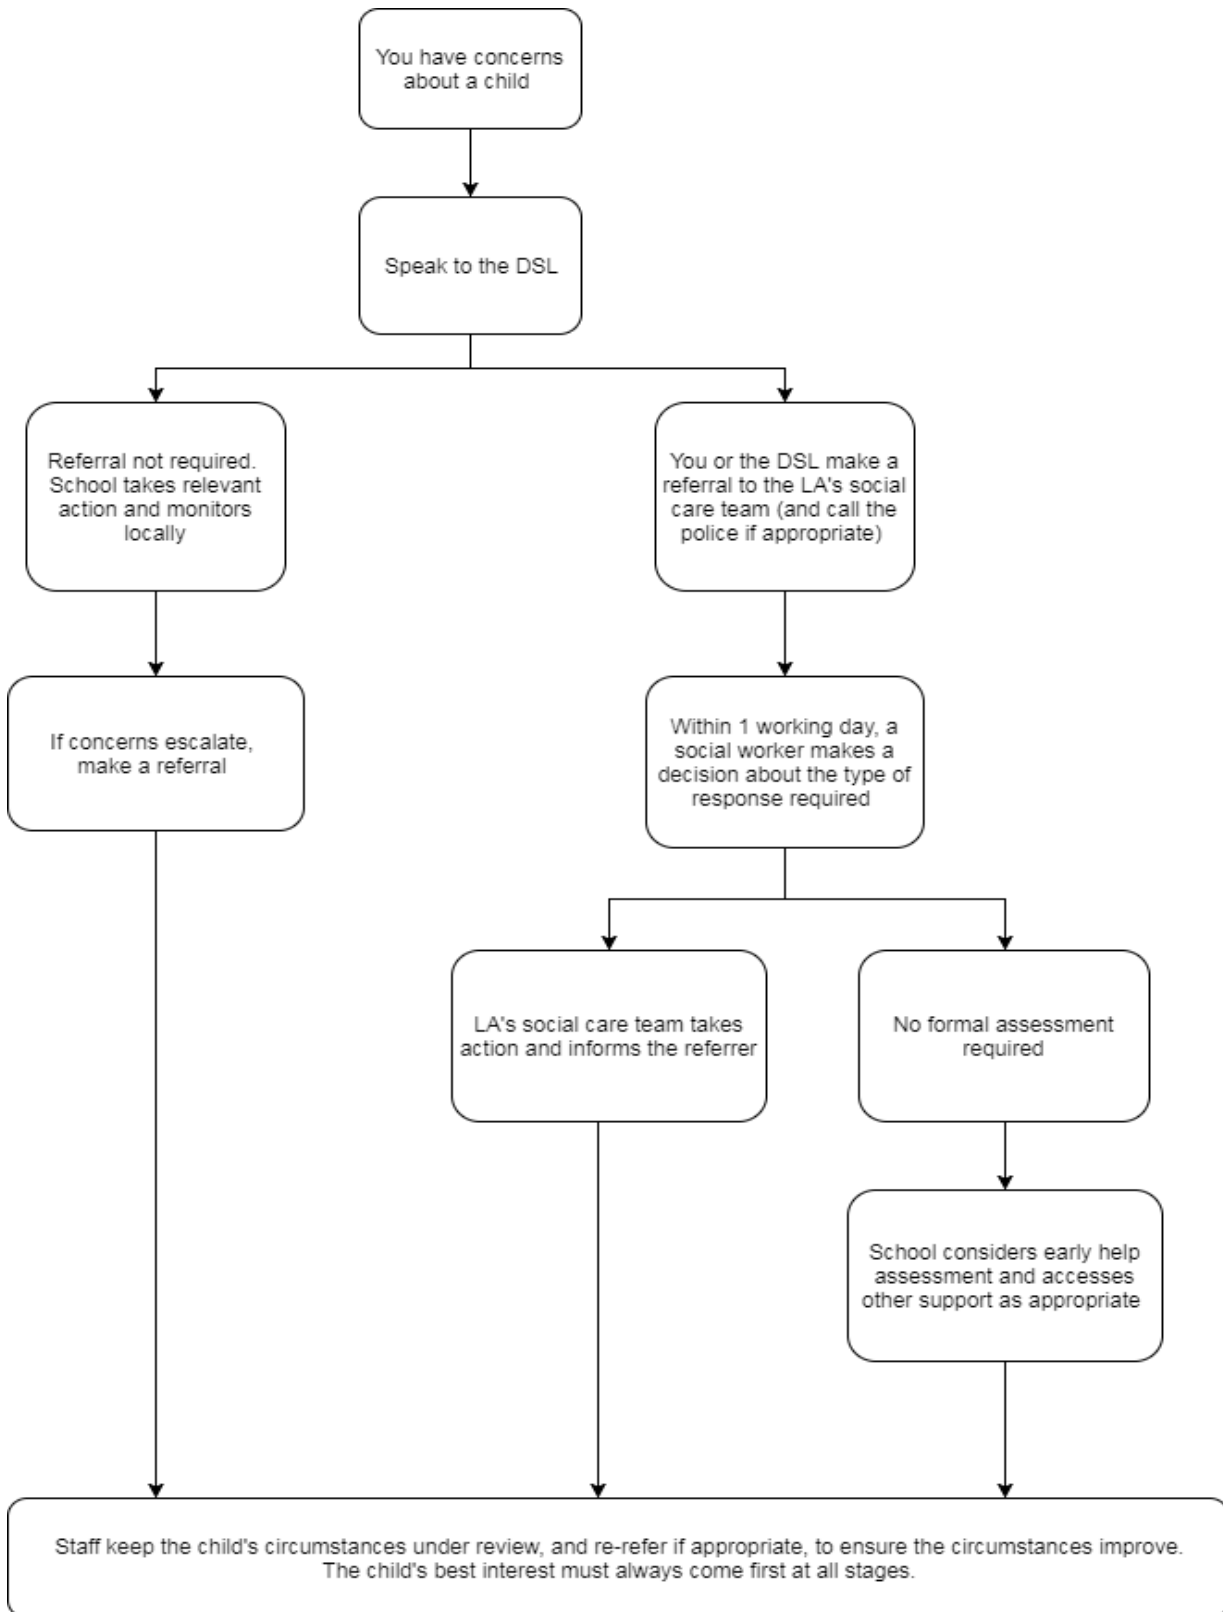 You have concerns
about a child
Speak to the DSL
Referral not required.
School takes relevant
action and monitors
locally
You or the DSL make a
referral to the LA's social
care team (and call the
police if appropriate)
If concerns escalate,
make a referral
Within 1 working day, a
social worker makes a
decision about the type of
response required
LA's social care team takes
action and informs the referrer
No formal assessment
required
School considers early help
assessment and accesses
other support as appropriate
Staff keep the child's circumstances under review, and re-refer if appropriate, to ensure the circumstances improve.
The child's best interest must always come first at all stages.